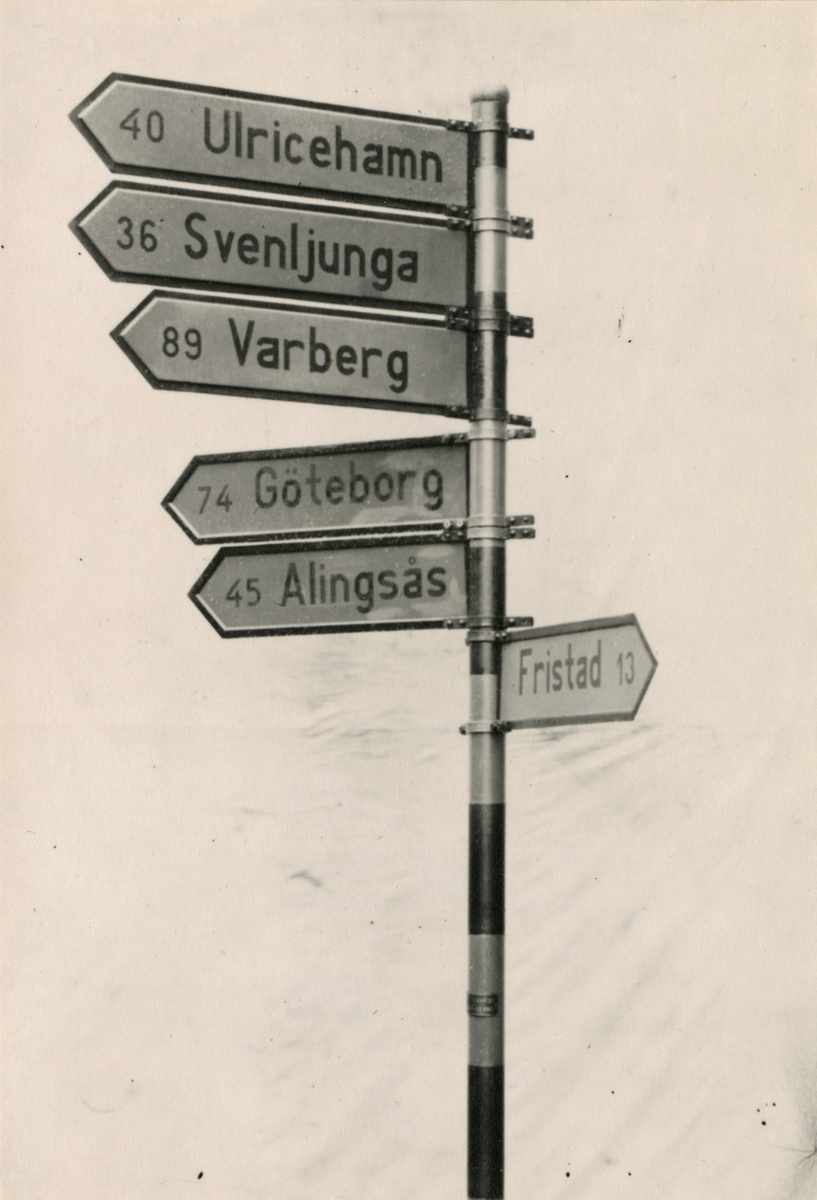 40 Ulricehamn
36 Svenljunga
89 Varberg
74 Göteborg
45 Alingsås
Fristad 13